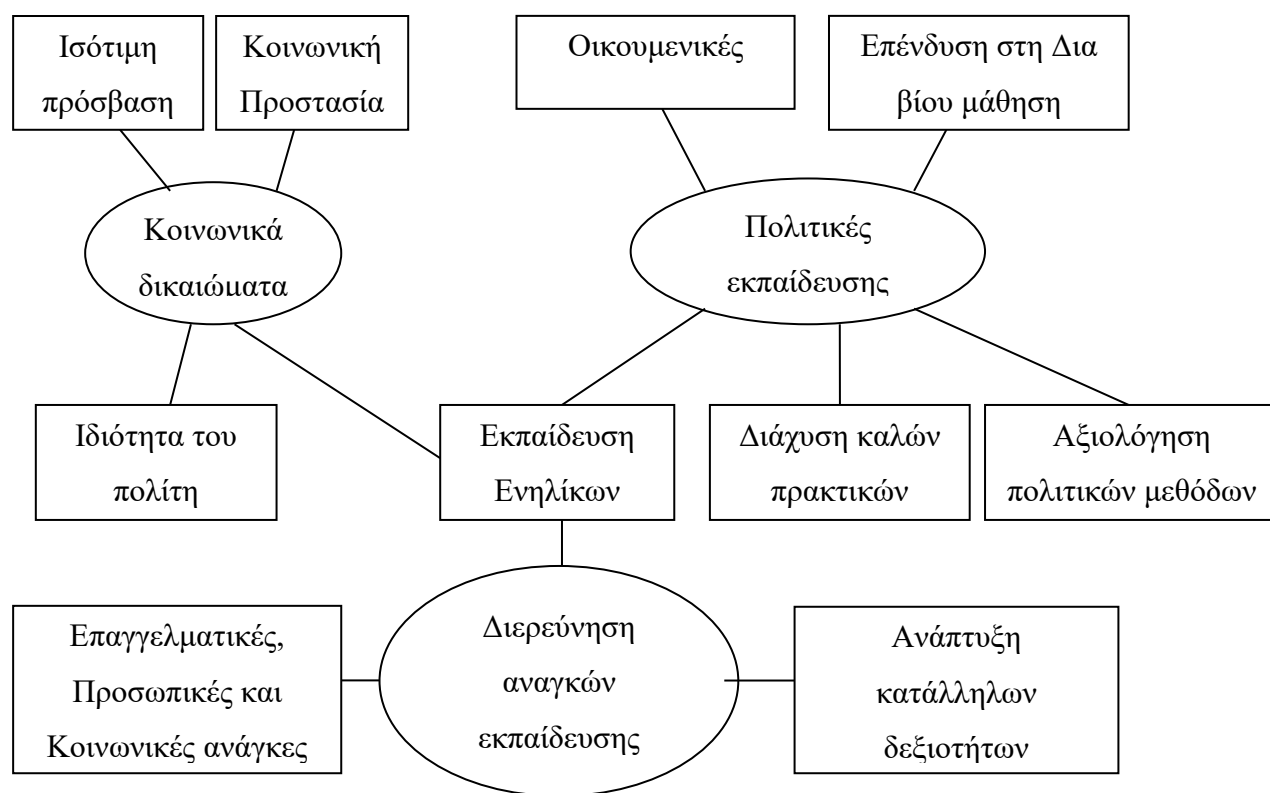 Ισότιμη
πρόσβαση
Κοινωνική
Προστασία
Οικουμενικές
Επένδυση στη Δια
βίου μάθηση
Κοινωνικά
δικαιώματα
Πολιτικές
εκπαίδευσης
Ιδιότητα του
πολίτη
Εκπαίδευση
Ενηλίκων
Διάχυση καλών
πρακτικών
Αξιολόγηση
πολιτικών μεθόδων
Επαγγελματικές,
Προσωπικές και
Κοινωνικές ανάγκες
Διερεύνηση
αναγκών
εκπαίδευσης
Ανάπτυξη
κατάλληλων
δεξιοτήτων